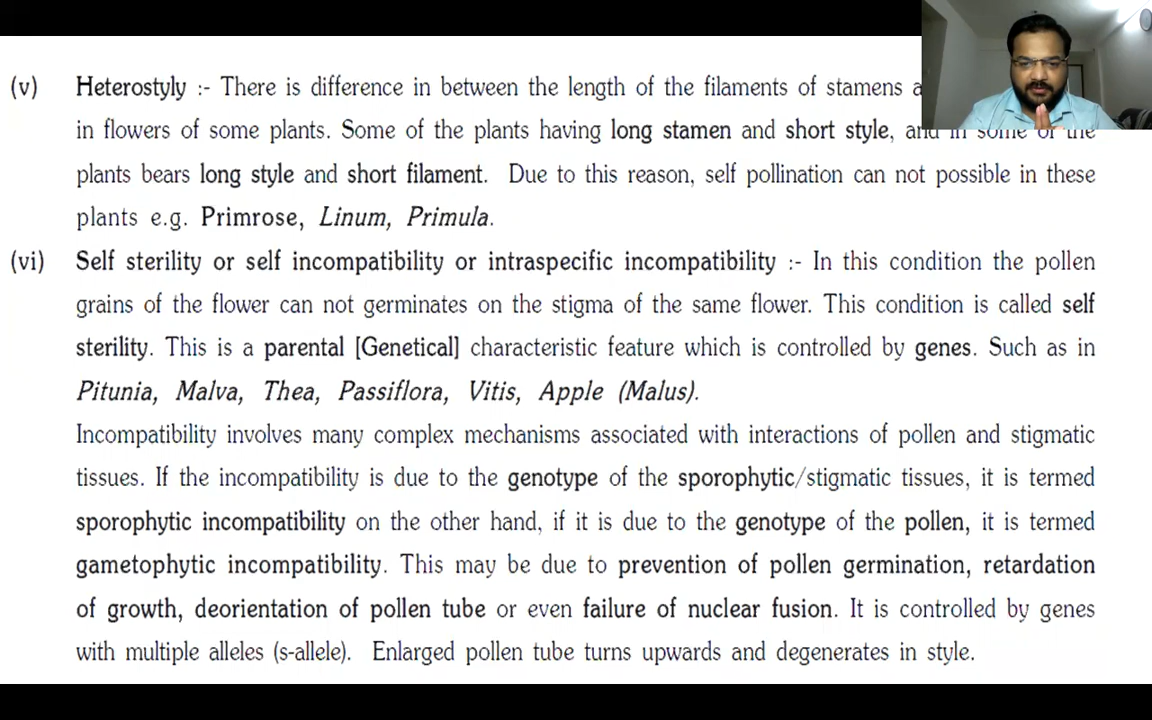 (v) Heterostyly :- There is difference in between the length of the filaments of stamens
in flowers of some plants. Some of the plants having long stamen and short style, and in some of the
plants bears long style and short filament. Due to this reason, self pollination can not possible in these
plants e.g. Primrose, Linum, Primula.
(vi) Self sterility or self incompatibility or intraspecific incompatibility :- In this condition the pollen
grains of the flower can not germinates on the stigma of the same flower. This condition is called self
sterility. This is a parental [Genetical] characteristic feature which is controlled by genes. Such as in
Pitunia, Malva, Thea, Passiflora, Vitis, Apple (Malus).
Incompatibility involves many complex mechanisms associated with interactions of pollen and stigmatic
tissues. If the incompatibility is due to the genotype of the sporophytic/stigmatic tissues, it is termed
sporophytic incompatibility on the other hand, if it is due to the genotype of the pollen, it is termed
gametophytic incompatibility. This may be due to prevention of pollen germination, retardation
of growth, deorientation of pollen tube or even failure of nuclear fusion. It is controlled by genes
with multiple alleles (s-allele). Enlarged pollen tube turns upwards and degenerates in style.